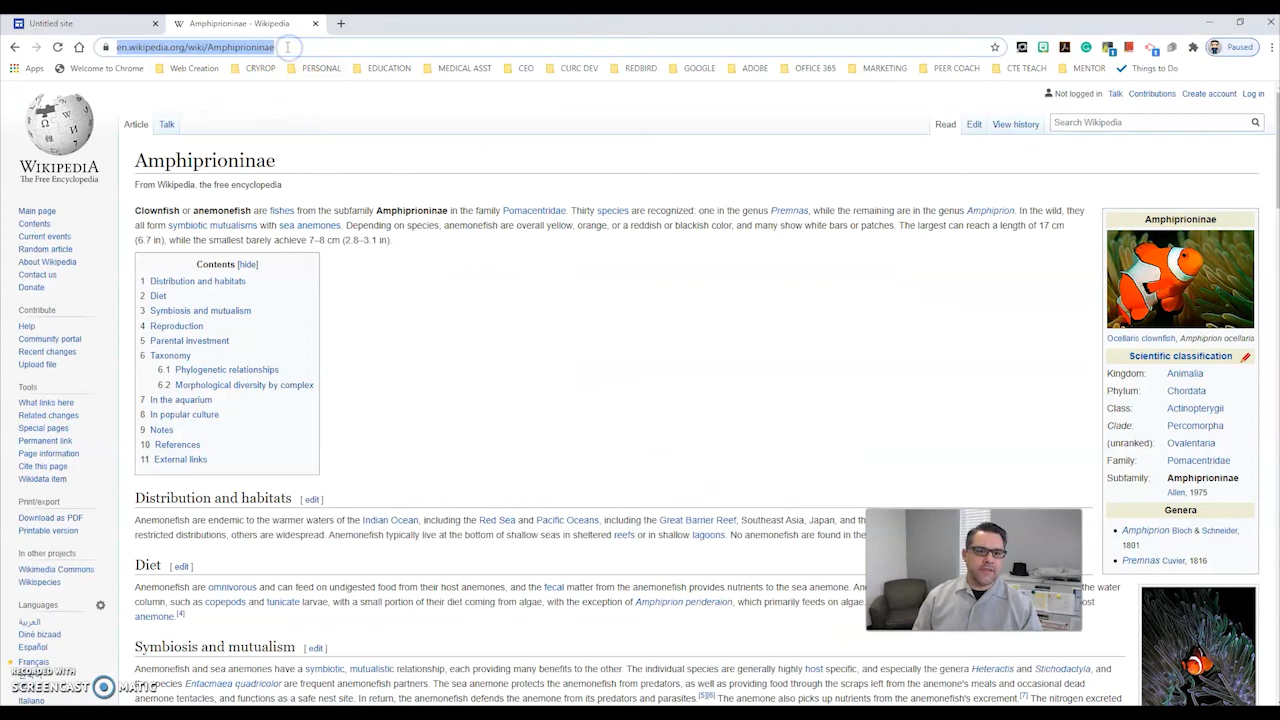 Untitled site
Amphiprioninae - Wikipedia
en.wikipedia.org/wiki/Amphiprioninae
Paused
Apps Welcome to Chrome Web Creation CRYROP PERSONAL EDUCATION MEDICAL ASST CEO CURC DEV REDBIRD GOOGLE ADOBE OFFICE 365 MARKETING PEER COACH CTE TEACH MENTOR Things to Do
Not logged in Talk Contributions Create account Log in
Article Talk Read Edit View history Search Wikipedia
WIKIPEDIA
The Free Encyclopedia
Main page
Contents
Current events
Random article
About Wikipedia
Contact us
Donate
Contribute
Help
Community portal
Recent changes
Upload file
Tools
What links here
Related changes
Special pages
Permanent link
Page information
Cite this page
Wikidata item
Print/export
Download as PDF
Printable version
In other projects
Wikimedia Commons
Wikispecies
Languages
العربية
Diné bizaad
Español
Français
Italiano
RECORDED WITH
SCREENCAST MATIC
Amphiprioninae
From Wikipedia, the free encyclopedia
Clownfish or anemonefish are fishes from the subfamily Amphiprioninae in the family Pomacentridae. Thirty species are recognized: one in the genus Premnas, while the remaining are in the genus Amphiprion. In the wild, they
all form symbiotic mutualisms with sea anemones. Depending on species, anemonefish are overall yellow, orange, or a reddish or blackish color, and many show white bars or patches. The largest can reach a length of 17 cm
(6.7 in), while the smallest barely achieve 7–8 cm (2.8–3.1 in).
Contents [hide]
1 Distribution and habitats
2 Diet
3 Symbiosis and mutualism
4 Reproduction
5 Parental investment
6 Taxonomy
6.1 Phylogenetic relationships
6.2 Morphological diversity by complex
7 In the aquarium
8 In popular culture
9 Notes
10 References
11 External links
Distribution and habitats [ edit ]
Anemonefish are endemic to the warmer waters of the Indian Ocean, including the Red Sea and Pacific Oceans, including the Great Barrier Reef, Southeast Asia, Japan, and the
restricted distributions, others are widespread. Anemonefish typically live at the bottom of shallow seas in sheltered reefs or in shallow lagoons. No anemonefish are found in the
Diet [ edit ]
Anemonefish are omnivorous and can feed on undigested food from their host anemones, and the fecal matter from the anemonefish provides nutrients to the sea anemone. the water
column, such as copepods and tunicate larvae, with a small portion of their diet coming from algae, with the exception of Amphiprion perideraion, which primarily feeds on algae. host
anemone.[4]
Symbiosis and mutualism [ edit ]
Anemonefish and sea anemones have a symbiotic, mutualistic relationship, each providing many benefits to the other. The individual species are generally highly host specific, and especially the genera Heteractis and Stichodactyla, and
species Entacmaea quadricolor are frequent anemonefish partners. The sea anemone protects the anemonefish from predators, as well as providing food through the scraps left from the anemone's meals and occasional dead
anemone tentacles, and functions as a safe nest site. In return, the anemonefish defends the anemone from its predators and parasites.[5][6] The anemone also picks up nutrients from the anemonefish's excrement.[7] The nitrogen excreted
Amphiprioninae
Ocellaris clownfish, Amphiprion ocellaris
Scientific classification
Kingdom: Animalia
Phylum: Chordata
Class: Actinopterygii
Clade: Percomorpha
(unranked): Ovalentaria
Family: Pomacentridae
Subfamily: Amphiprioninae
Allen, 1975
Genera
Amphiprion Bloch & Schneider,
1801
Premnas Cuvier, 1816